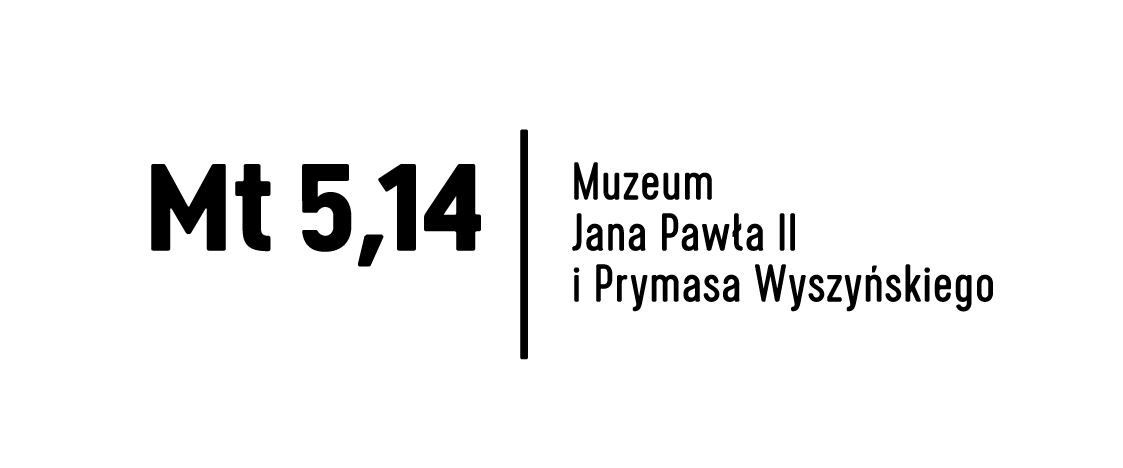 Mt 5,14
Muzeum
Jana Pawła II
i Prymasa Wyszyńskiego